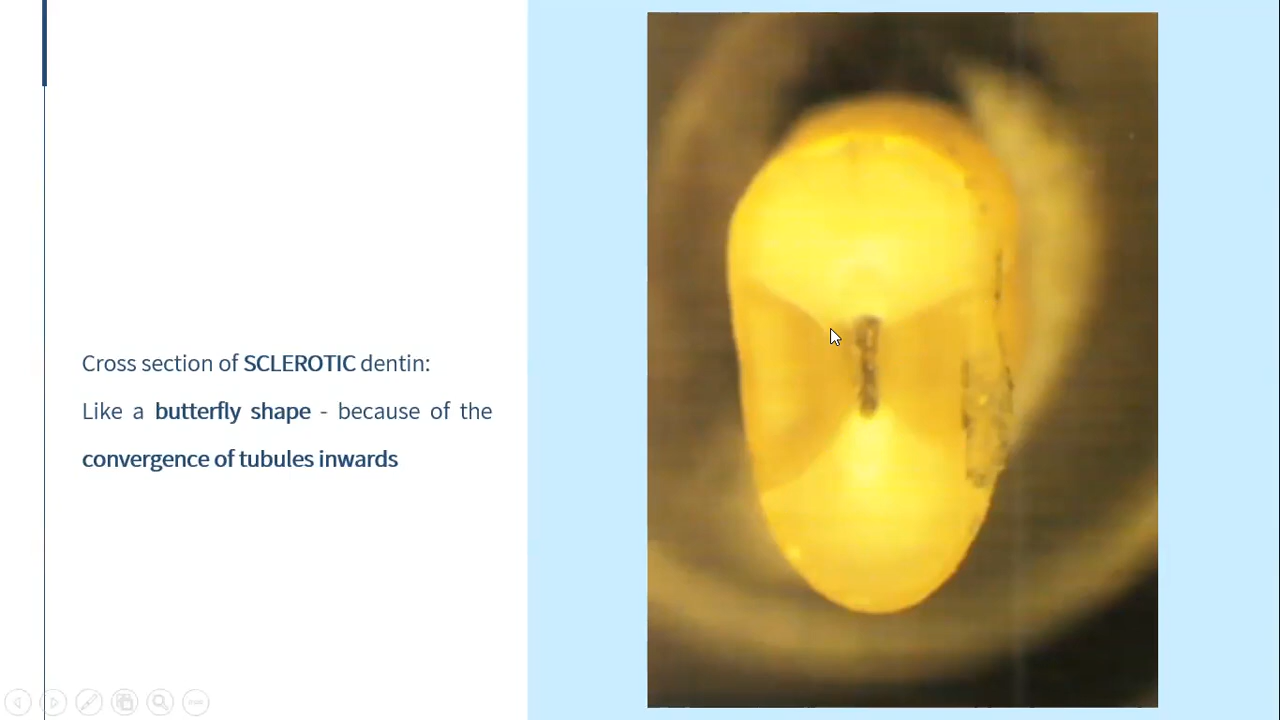 Cross section of SCLEROTIC dentin:
Like a butterfly shape - because of the
convergence of tubules inwards